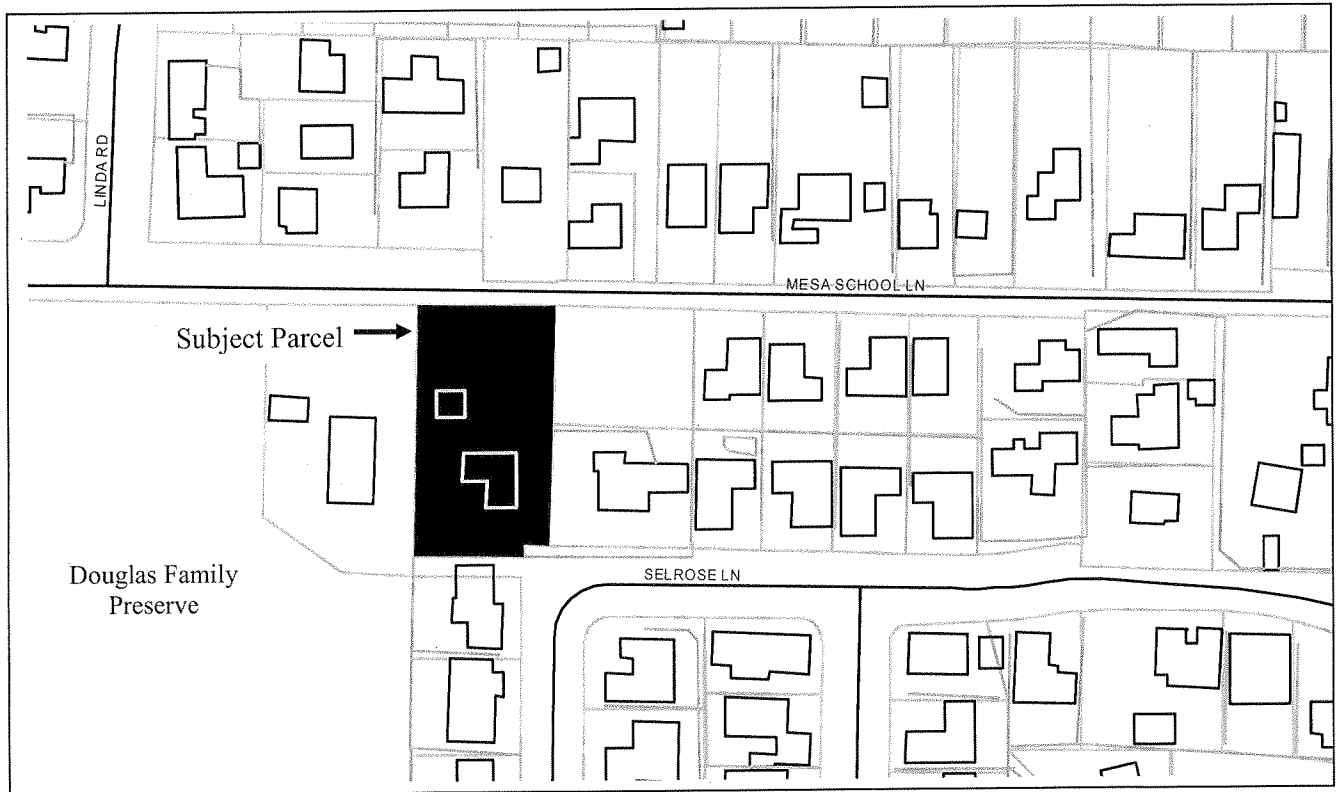 LINDA RD
MESA SCHOOL LN
Subject Parcel
SELROSE LN
Douglas Family
Preserve